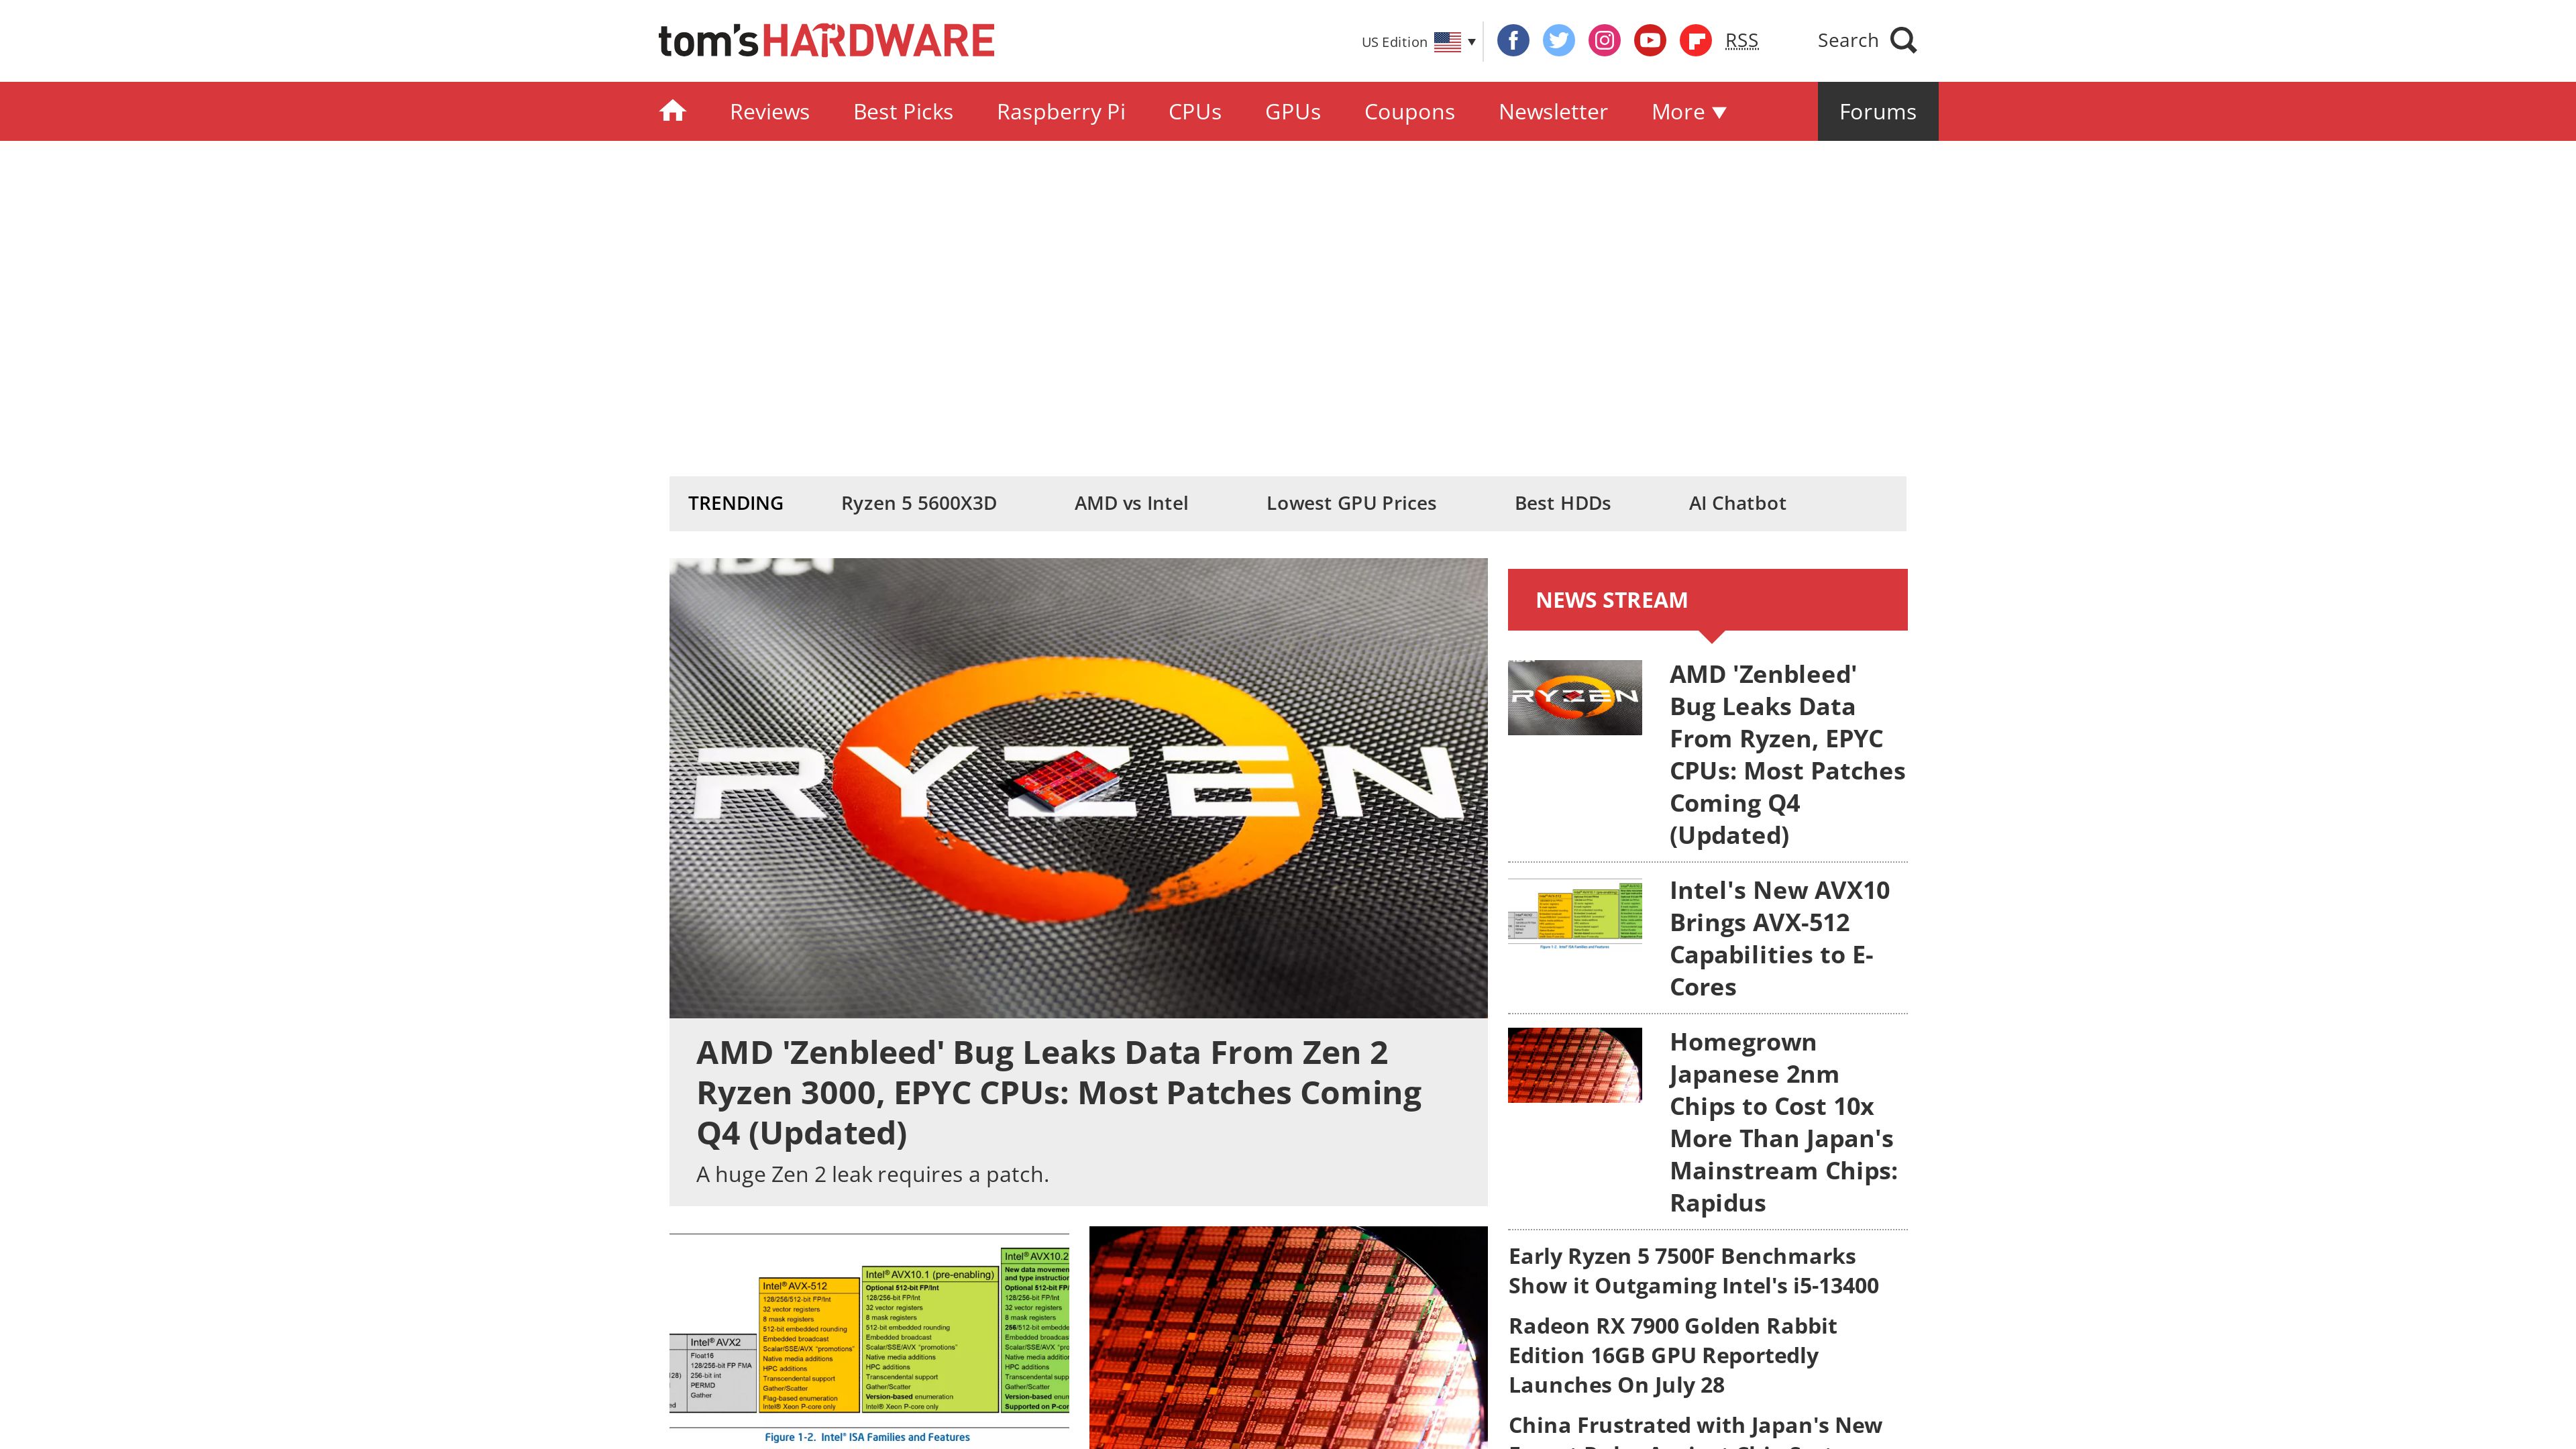 tom's HARDWARE
US Edition
RSS
Search
Reviews
Best Picks
Raspberry Pi
CPUs
GPUs
Coupons
Newsletter
More
Forums
TRENDING
Ryzen 5 5600X3D
AMD vs Intel
Lowest GPU Prices
Best HDDs
AI Chatbot
RYZEN
AMD 'Zenbleed' Bug Leaks Data From Zen 2
Ryzen 3000, EPYC CPUs: Most Patches Coming
Q4 (Updated)
A huge Zen 2 leak requires a patch.
Intel® AVX2
Float16
128/256-bit FP FMA
256-bit int
PERMD
Gather
Intel® AVX-512
128/256/512-bit FP/Int
32 vector registers
8 mask registers
512-bit embedded rounding
Embedded broadcast
Scalar/SSE/AVX "promotions"
Native media additions
HPC additions
Transcendental support
Gather/Scatter
Flag-based enumeration
Intel® Xeon P-core only
Intel® AVX10.1 (pre-enabling)
Optional 512-bit FP/Int
128/256-bit FP/Int
32 vector registers
8 mask registers
512-bit embedded rounding
Embedded broadcast
Scalar/SSE/AVX "promotions"
Native media additions
HPC additions
Transcendental support
Gather/Scatter
Version-based enumeration
Intel® Xeon P-core only
Intel® AVX10.2
New data movemen
and type instruction
Optional 512-bit FP/
128/256-bit FP/Int
32 vector registers
8 mask registers
256/512-bit embedde
Embedded broadcas
Scalar/SSE/AVX "pro
Native media additio
HPC additions
Transcendental supp
Gather/Scatter
Version-based enum
Supported on P-cor
Figure 1-2. Intel® ISA Families and Features
NEWS STREAM
RYZEN
AMD 'Zenbleed'
Bug Leaks Data
From Ryzen, EPYC
CPUs: Most Patches
Coming Q4
(Updated)
Intel's New AVX10
Brings AVX-512
Capabilities to E-
Cores
Homegrown
Japanese 2nm
Chips to Cost 10x
More Than Japan's
Mainstream Chips:
Rapidus
Early Ryzen 5 7500F Benchmarks
Show it Outgaming Intel's i5-13400
Radeon RX 7900 Golden Rabbit
Edition 16GB GPU Reportedly
Launches On July 28
China Frustrated with Japan's New